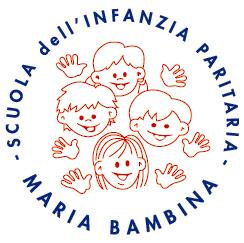 - SCUOLA dell'INFANZIA PARITARIA -
MARIA BAMBINA